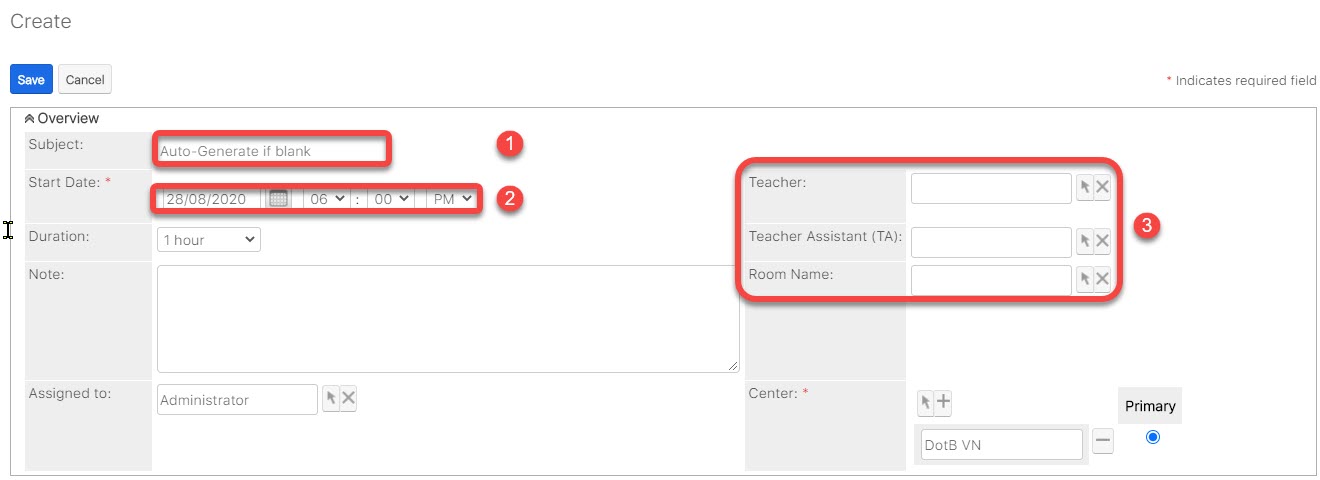 Create
Save Cancel
* Indicates required field
Overview
Subject: Auto-Generate if blank 1
Start Date: * 28/08/2020 06 : 00 PM 2
Teacher:
3
Duration: 1 hour
Teacher Assistant (TA):
Note:
Room Name:
Assigned to: Administrator
Center: *
Primary
DotB VN